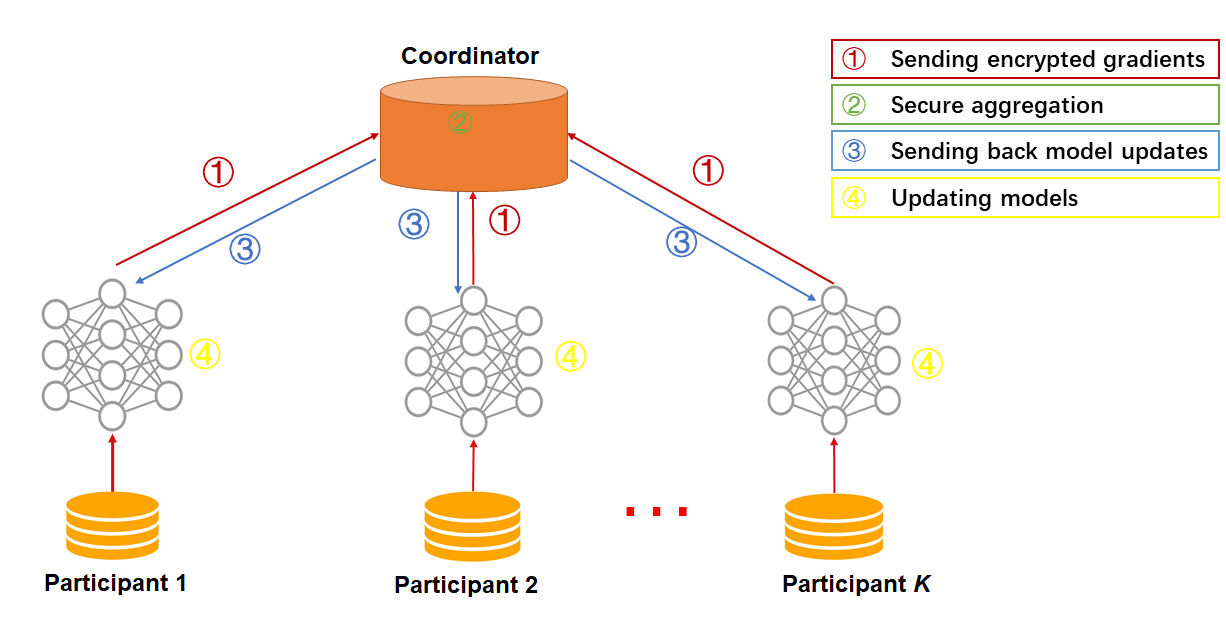 Coordinator
① Sending encrypted gradients
② Secure aggregation
③ Sending back model updates
④ Updating models
②
① ①
③ ① ③ ③
④ ④ ④
...
Participant 1 Participant 2 Participant K